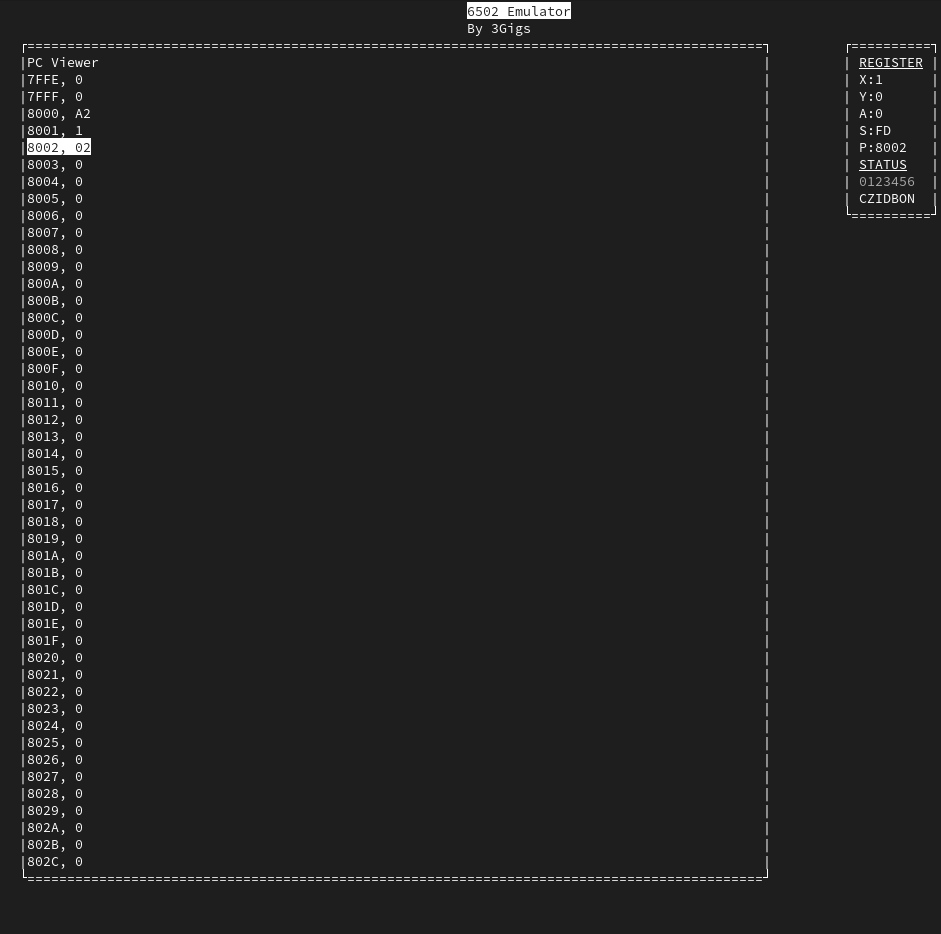 6502 Emulator
By 3Gigs
PC Viewer
7FFE, 0
7FFF, 0
8000, A2
8001, 1
8002, 02
8003, 0
8004, 0
8005, 0
8006, 0
8007, 0
8008, 0
8009, 0
800A, 0
800B, 0
800C, 0
800D, 0
800E, 0
800F, 0
8010, 0
8011, 0
8012, 0
8013, 0
8014, 0
8015, 0
8016, 0
8017, 0
8018, 0
8019, 0
801A, 0
801B, 0
801C, 0
801D, 0
801E, 0
801F, 0
8020, 0
8021, 0
8022, 0
8023, 0
8024, 0
8025, 0
8026, 0
8027, 0
8028, 0
8029, 0
802A, 0
802B, 0
802C, 0
REGISTER
X:1
Y:0
A:0
S:FD
P:8002
STATUS
0123456
CZIDBON